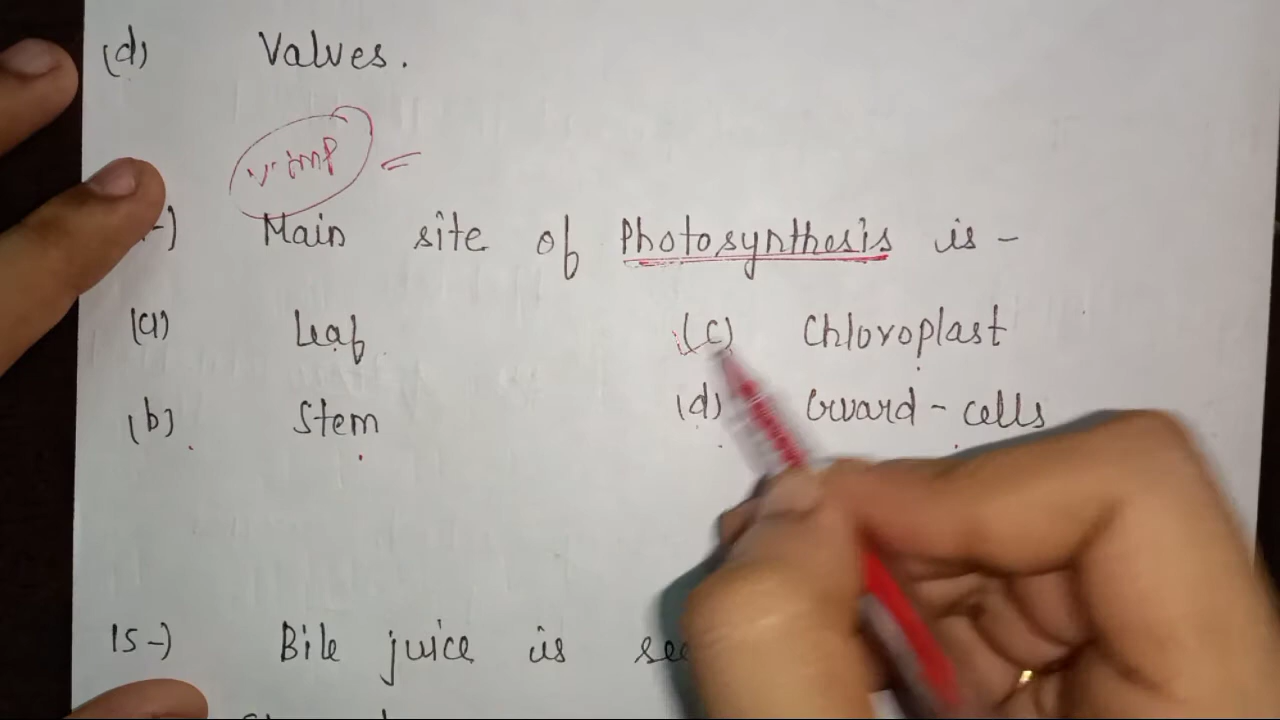 (d) Valves.
v. imp =
-) Main site of Photosynthesis is -
(a) Leaf (c) Chloroplast
(b) Stem (d) Guard - cells
15-) Bile juice is